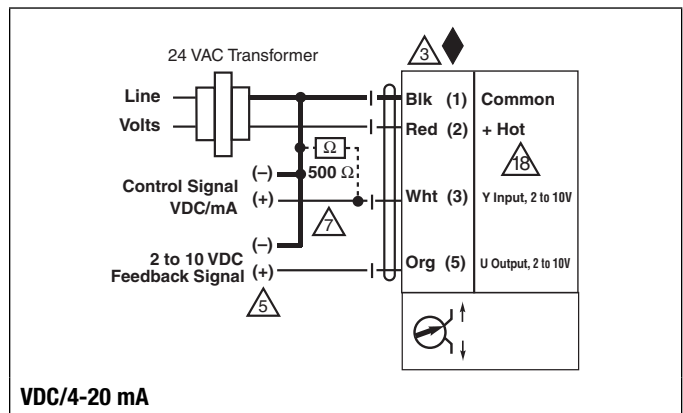 24 VAC Transformer
3
Line
Volts
Blk (1) Common
Red (2) + Hot
18
Ω
500 Ω
(–)
Control Signal (+)
VDC/mA
7
Wht (3) Y Input, 2 to 10V
(–)
2 to 10 VDC
Feedback Signal (+)
5
Org (5) U Output, 2 to 10V
VDC/4-20 mA